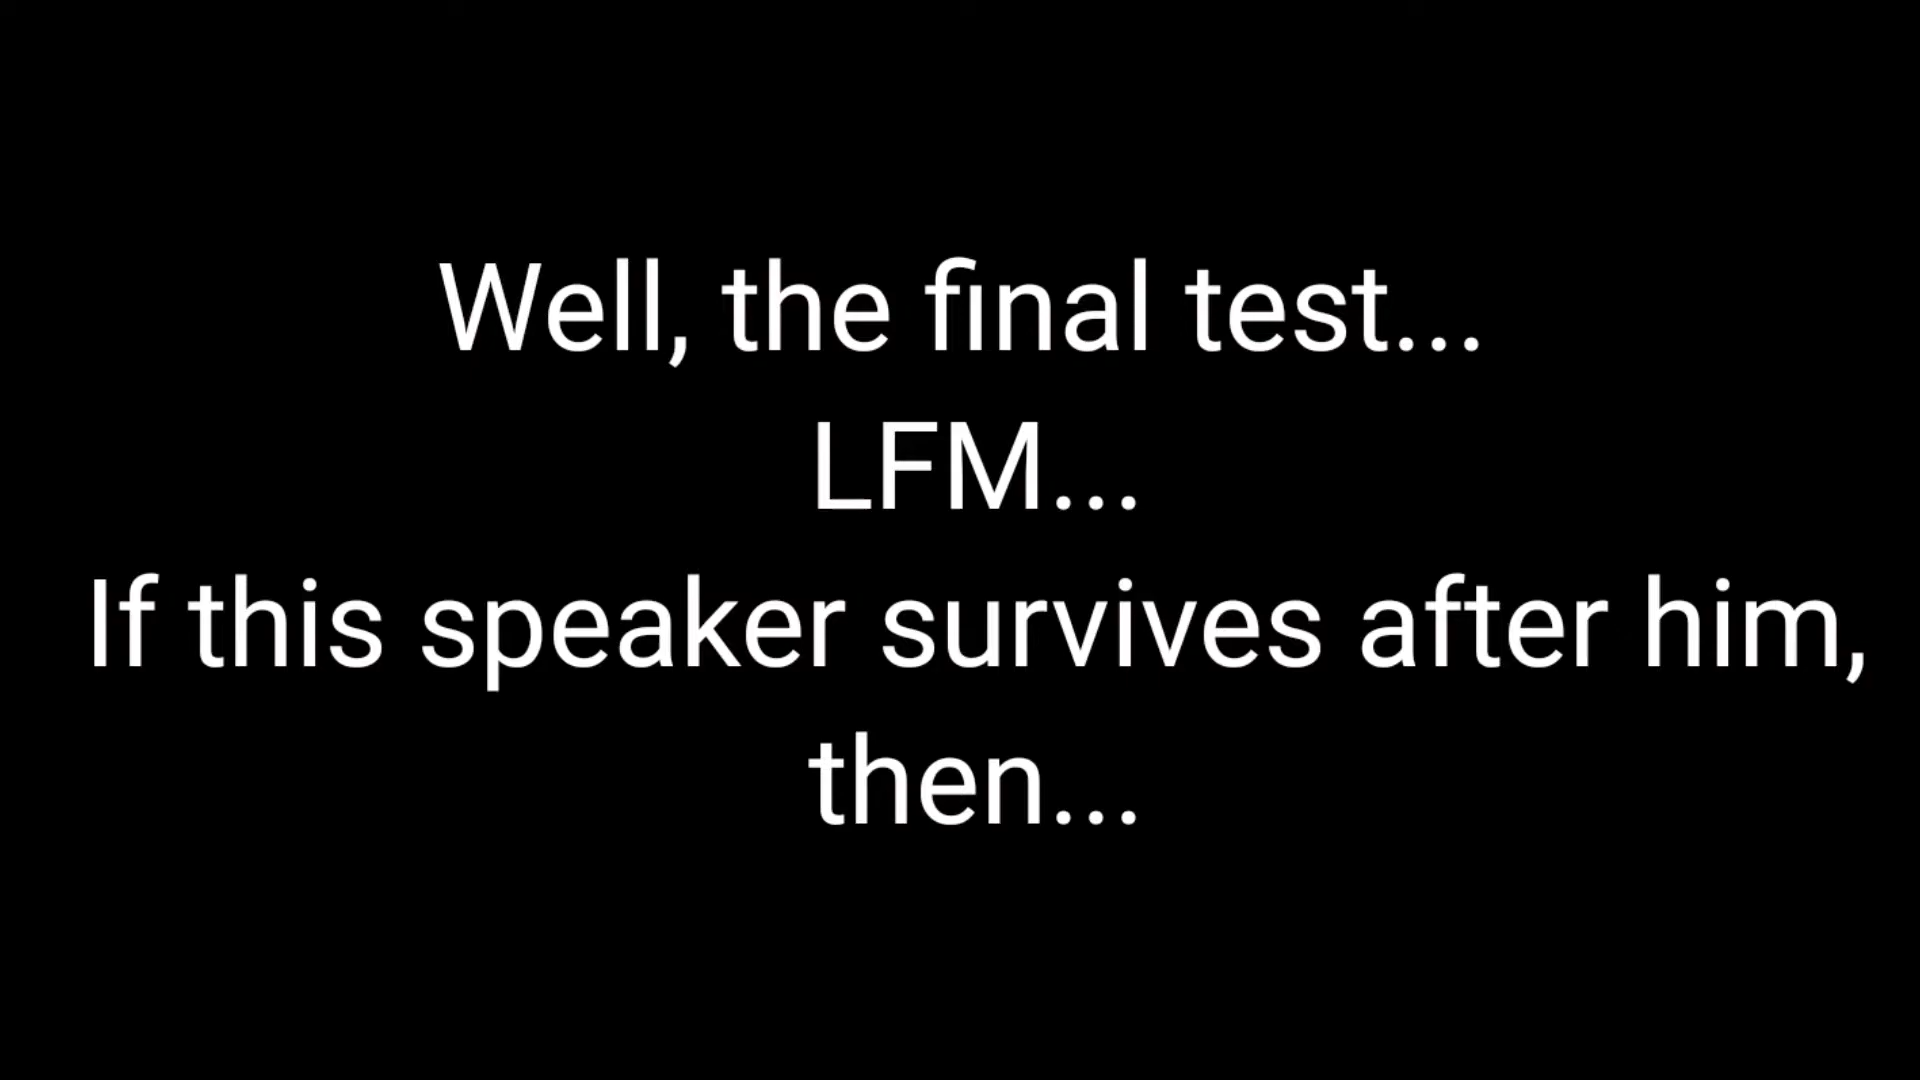 Well, the final test...
LFM...
If this speaker survives after him,
then...